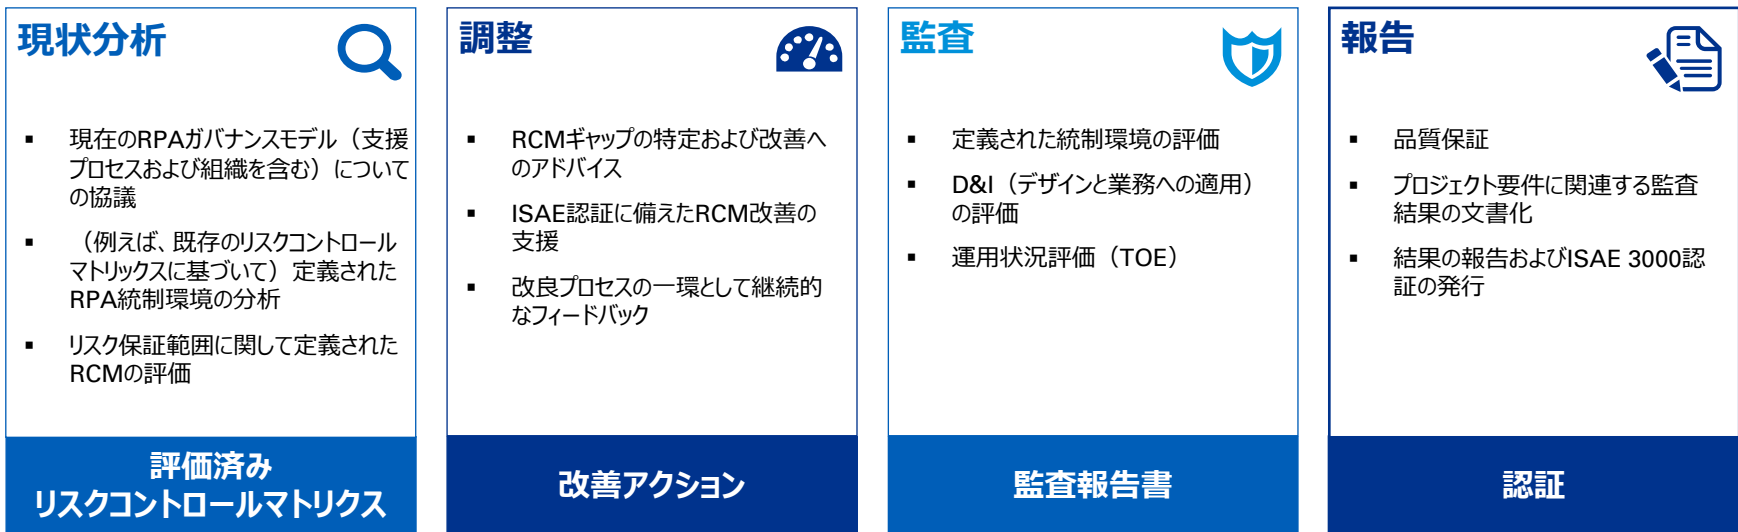 現状分析
現在のRPAガバナンスモデル（支援
プロセスおよび組織を含む）について
の協議
（例えば、既存のリスクコントロール
マトリックスに基づいて）定義された
RPA統制環境の分析
リスク保証範囲に関して定義された
RCMの評価
評価済み
リスクコントロールマトリクス
調整
RCMギャップの特定および改善へ
のアドバイス
ISAE認証に備えたRCM改善の
支援
改良プロセスの一環として継続的
なフィードバック
改善アクション
監査
定義された統制環境の評価
D&I（デザインと業務への適用）
の評価
運用状況評価（TOE）
監査報告書
報告
品質保証
プロジェクト要件に関連する監査
結果の文書化
結果の報告およびISAE 3000認
証の発行
認証